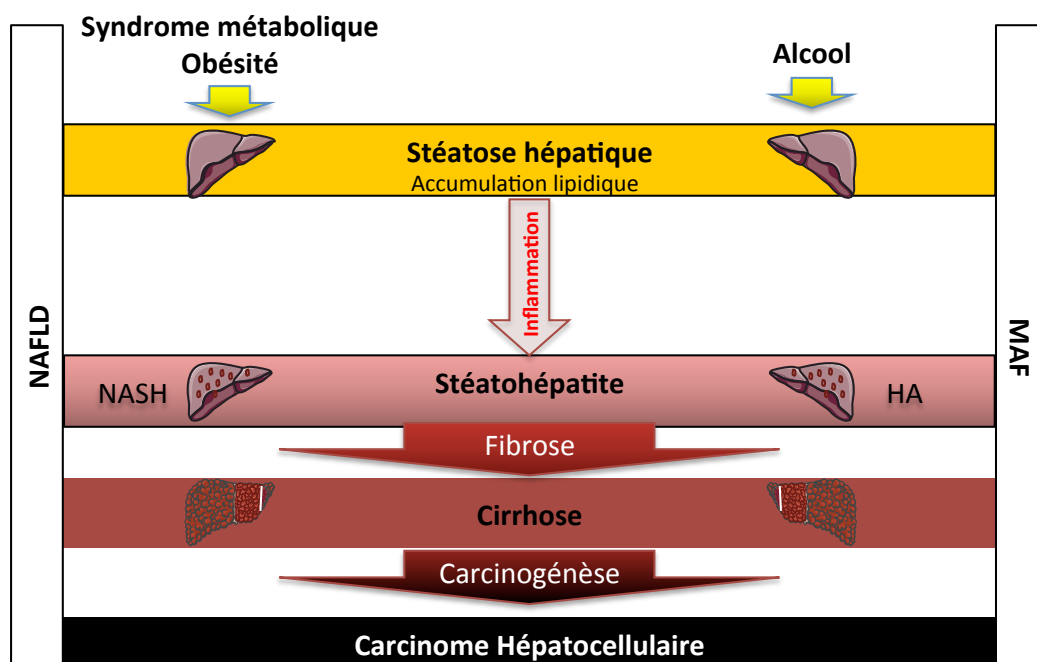 Syndrome métabolique
Obésité
Alcool
Stéatose hépatique
Accumulation lipidique
Inflammation
NAFLD
MAF
NASH
Stéatohépatite
HA
Fibrose
Cirrhose
Carcinogénèse
Carcinome Hépatocellulaire